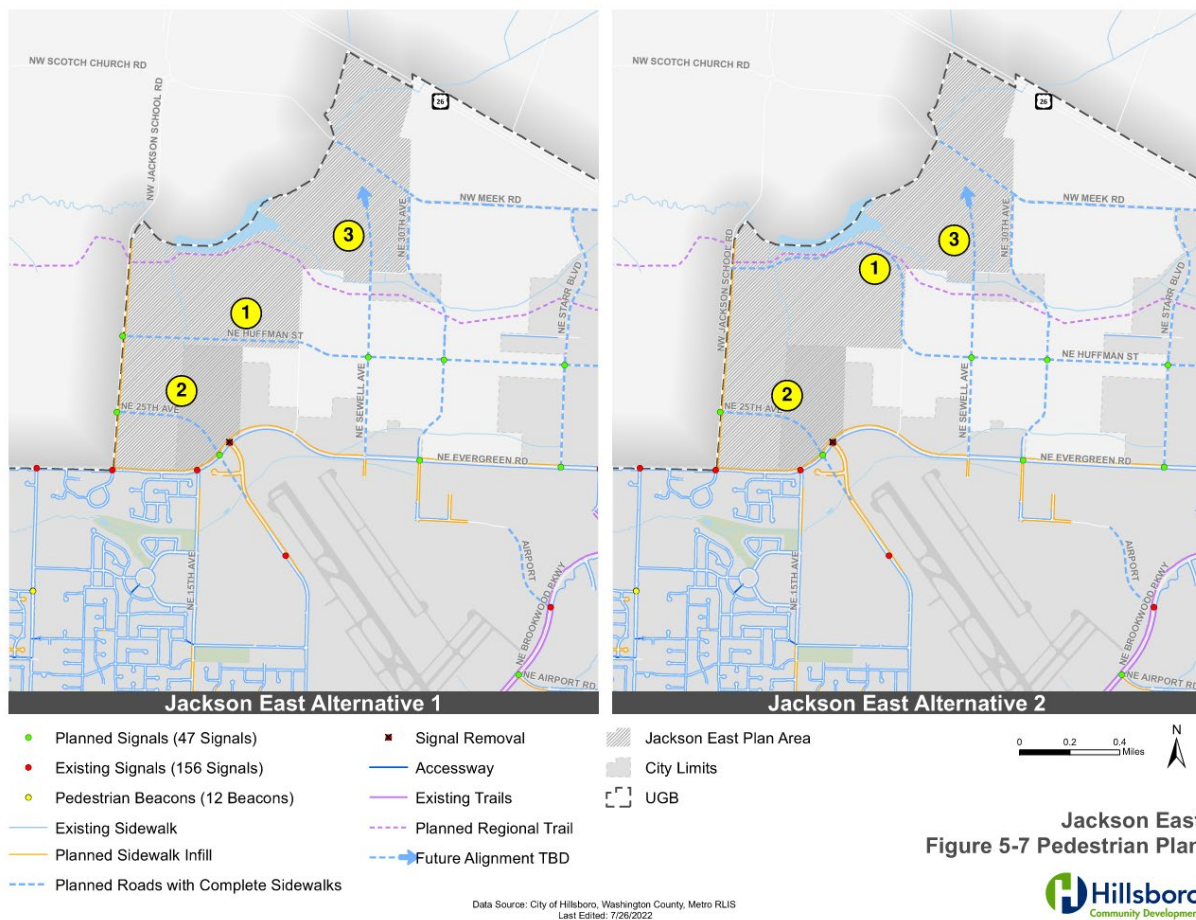 NW SCOTCH CHURCH RD
NW JACKSON SCHOOL RD
26
NW MEEK RD
NE 30TH AVE
3
NE STARR BLVD
1
NE HUFFMAN ST
2
NE 25TH AVE
NE SEWELL AVE
NE EVERGREEN RD
NE 15TH AVE
AIRPORT
NE BROOKWOOD PKWY
NE AIRPORT RD
Jackson East Alternative 1
NW SCOTCH CHURCH RD
26
NW JACKSON SCHOOL RD
NW MEEK RD
NE 30TH AVE
3
1
NE STARR BLVD
NE HUFFMAN ST
2
NE 25TH AVE
NE SEWELL AVE
NE EVERGREEN RD
NE 15TH AVE
AIRPORT
NE BROOKWOOD PKWY
NE AIRPORT RD
Jackson East Alternative 2
Planned Signals (47 Signals)
Existing Signals (156 Signals)
Pedestrian Beacons (12 Beacons)
Existing Sidewalk
Planned Sidewalk Infill
Planned Roads with Complete Sidewalks
Signal Removal
Accessway
Existing Trails
Planned Regional Trail
Future Alignment TBD
Jackson East Plan Area
City Limits
UGB
0 0.2 0.4
Miles
N
Jackson East
Figure 5-7 Pedestrian Plan
Data Source: City of Hillsboro, Washington County, Metro RLIS
Last Edited: 7/26/2022
Hillsboro
Community Developmen